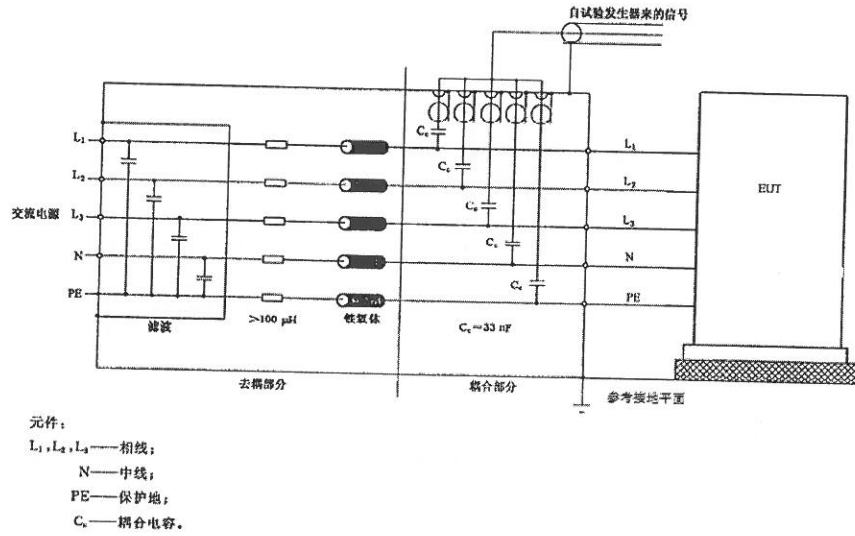 自试验发生器来的信号
Cc
L1
L1
Cc
L2
L2
EUT
Cc
交流电源
L3
L3
Cc
N
N
Cc
PE
PE
滤波
>100 μH
铁氧体
Cc=33 nF
去耦部分
耦合部分
参考接地平面
元件:
L1,L2,L3——相线;
N——中线;
PE——保护地;
Cc——耦合电容。